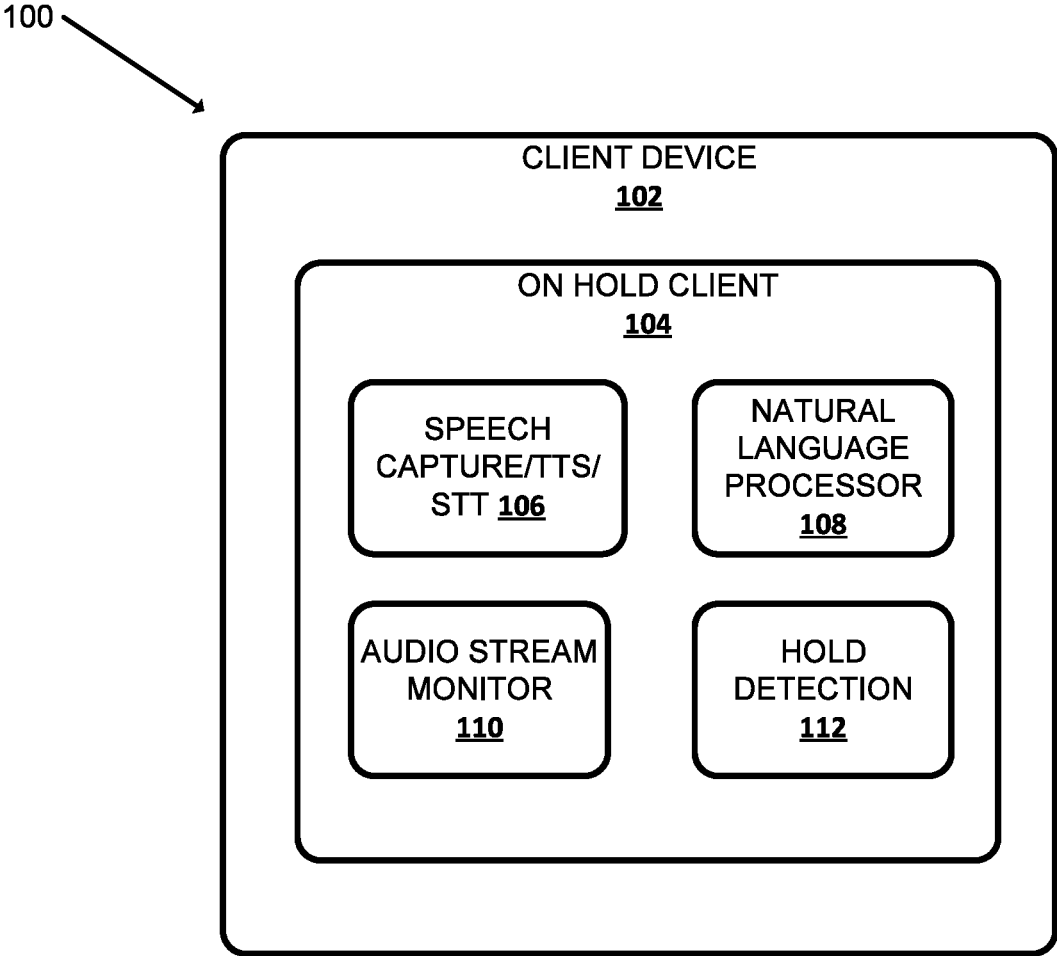 100
CLIENT DEVICE
102
ON HOLD CLIENT
104
SPEECH
CAPTURE/TTS/
STT 106
NATURAL
LANGUAGE
PROCESSOR
108
AUDIO STREAM
MONITOR
110
HOLD
DETECTION
112